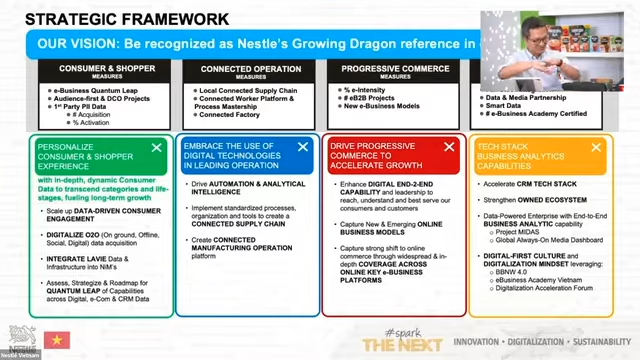 STRATEGIC FRAMEWORK
OUR VISION: Be recognized as Nestle's Growing Dragon reference in
CONSUMER & SHOPPER
MEASURES
• e-Business Quantum Leap
• Audience-first & DCO Projects
• 1st Party PII Data
• # Acquisition
• % Activation
CONNECTED OPERATION
MEASURES
• Local Connected Supply Chain
• Connected Worker Platform &
Process Mastership
• Connected Factory
PROGRESSIVE COMMERCE
MEASURES
• % e-Intensity
• # eB2B Projects
• New e-Business Models
• Data & Media Partnership
• Smart Data
• # e-Business Academy Certified
PERSONALIZE
CONSUMER & SHOPPER
EXPERIENCE
with in-depth, dynamic Consumer
Data to transcend categories and life-
stages, fueling long-term growth
• Scale up DATA-DRIVEN CONSUMER
ENGAGEMENT
• DIGITALIZE O2O (On ground, Offline,
Social, Digital) data acquisition
• INTEGRATE LAVIE Data &
Infrastructure into NiM's
• Assess, Strategize & Roadmap for
QUANTUM LEAP of Capabilities
across Digital, e-Com & CRM Data
EMBRACE THE USE OF
DIGITAL TECHNOLOGIES
IN LEADING OPERATION
• Drive AUTOMATION & ANALYTICAL
INTELLIGENCE
• Implement standardized processes,
organization and tools to create a
CONNECTED SUPPLY CHAIN
• Create CONNECTED
MANUFACTURING OPERATION
platform
DRIVE PROGRESSIVE
COMMERCE TO
ACCELERATE GROWTH
• Enhance DIGITAL END-2-END
CAPABILITY and leadership to
reach, understand and best serve our
consumers and customers
• Capture New & Emerging ONLINE
BUSINESS MODELS
• Capture strong shift to online
commerce through widespread & in-
depth COVERAGE ACROSS
ONLINE KEY e-BUSINESS
PLATFORMS
TECH STACK
BUSINESS ANALYTICS
CAPABILITIES
• Accelerate CRM TECH STACK
• Strengthen OWNED ECOSYSTEM
• Data-Powered Enterprise with End-to-End
BUSINESS ANALYTIC capability
• Project MIDAS
• Global Always-On Media Dashboard
• DIGITAL-FIRST CULTURE and
DIGITALIZATION MINDSET leveraging:
• BBNW 4.0
• eBusiness Academy Vietnam
• Digitalization Acceleration Forum
Nestlé Vietnam
#spark
THE NEXT
INNOVATION • DIGITALIZATION • SUSTAINABILITY